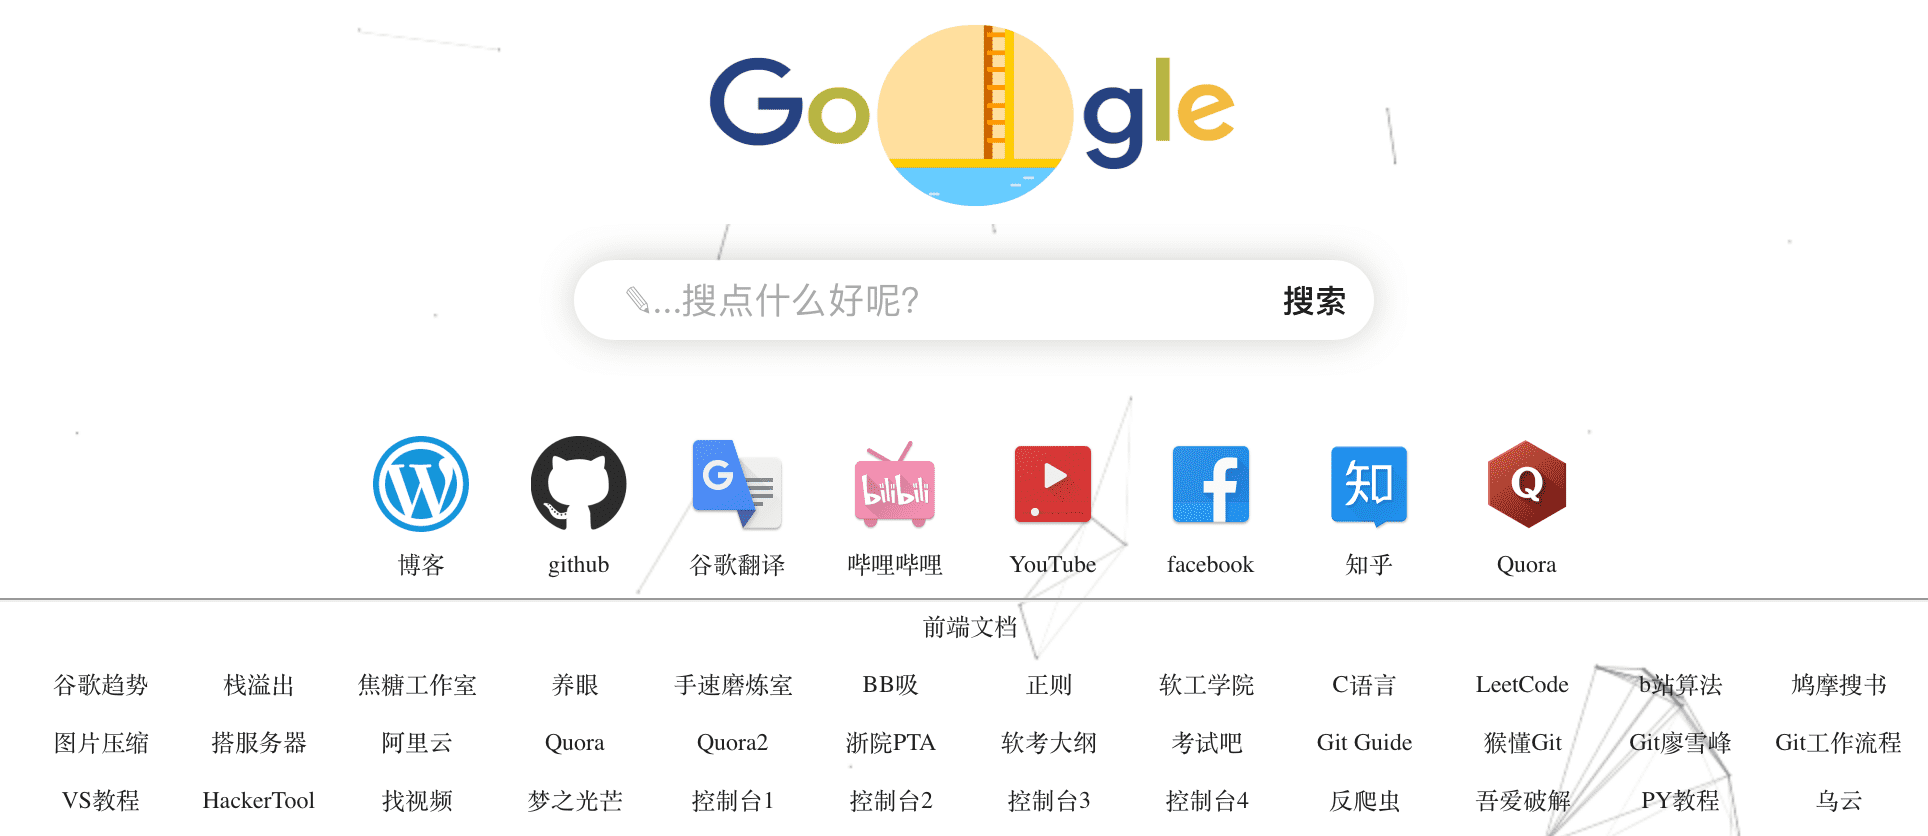 Google
✎...搜点什么好呢? 搜索
博客 github 谷歌翻译 哔哩哔哩 YouTube facebook 知乎 Quora
前端文档
谷歌趋势 栈溢出 焦糖工作室 养眼 手速磨炼室 BB吸 正则 软工学院 C语言 LeetCode b站算法 鸠摩搜书
图片压缩 搭服务器 阿里云 Quora Quora2 浙院PTA 软考大纲 考试吧 Git Guide 猴懂Git Git廖雪峰 Git工作流程
VS教程 HackerTool 找视频 梦之光芒 控制台1 控制台2 控制台3 控制台4 反爬虫 吾爱破解 PY教程 乌云